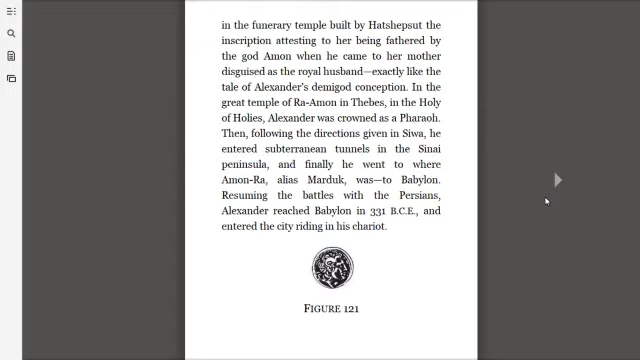 in the funerary temple built by Hatshepsut the
inscription attesting to her being fathered by
the god Amon when he came to her mother
disguised as the royal husband—exactly like the
tale of Alexander's demigod conception. In the
great temple of Ra-Amon in Thebes, in the Holy
of Holies, Alexander was crowned as a Pharaoh.
Then, following the directions given in Siwa, he
entered subterranean tunnels in the Sinai
peninsula, and finally he went to where
Amon-Ra, alias Marduk, was—to Babylon.
Resuming the battles with the Persians,
Alexander reached Babylon in 331 B.C.E., and
entered the city riding in his chariot.
FIGURE 121